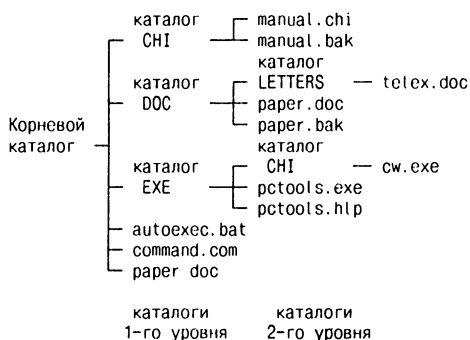 каталог
CHI
manual.chi
manual.bak
каталог
DOC
каталог
LETTERS
telex.doc
paper.doc
paper.bak
Корневой
каталог
каталог
EXE
каталог
CHI
cw.exe
pctools.exe
pctools.hlp
autoexec.bat
command.com
paper doc
каталоги
1-го уровня
каталоги
2-го уровня